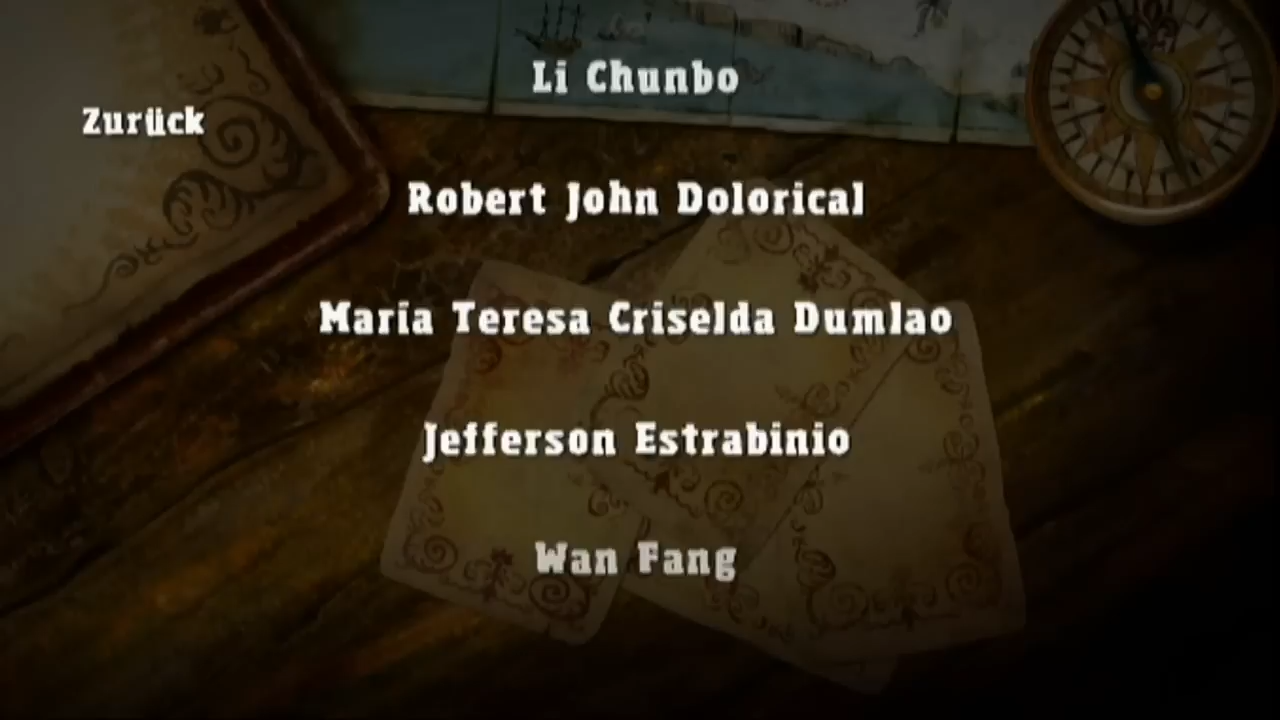 Li Chunbo
Zurück
Robert John Dolorical
Maria Teresa Criselda Dumlao
Jefferson Estrabinio
Wan Fang